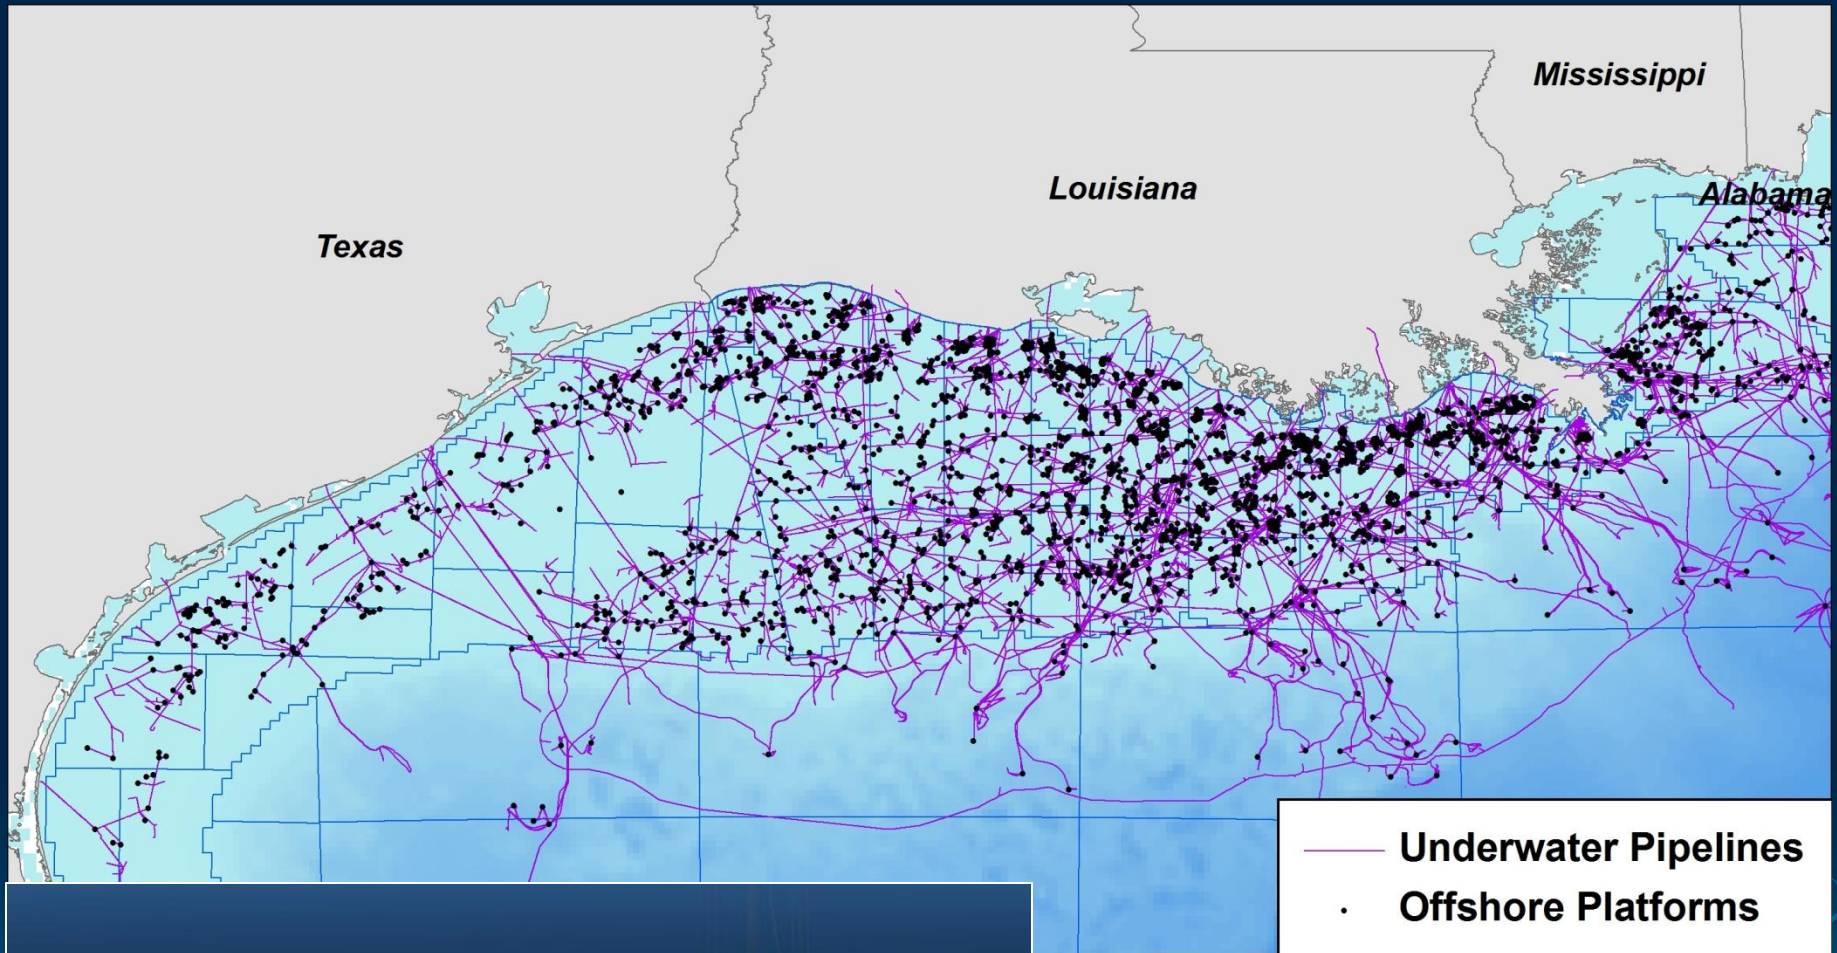 Mississippi
Louisiana
Alabama
Texas
Underwater Pipelines
Offshore Platforms